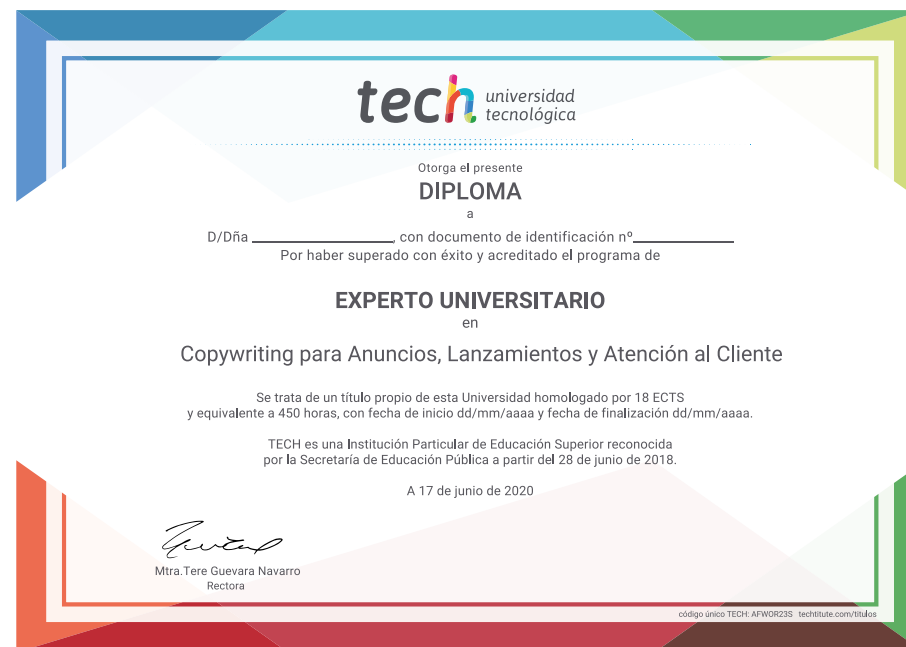 tech universidad
tecnológica
Otorga el presente
DIPLOMA
a
D/Dña ____________________, con documento de identificación nº______________
Por haber superado con éxito y acreditado el programa de
EXPERTO UNIVERSITARIO
en
Copywriting para Anuncios, Lanzamientos y Atención al Cliente
Se trata de un título propio de esta Universidad homologado por 18 ECTS
y equivalente a 450 horas, con fecha de inicio dd/mm/aaaa y fecha de finalización dd/mm/aaaa.
TECH es una Institución Particular de Educación Superior reconocida
por la Secretaría de Educación Pública a partir del 28 de junio de 2018.
A 17 de junio de 2020
Mtra.Tere Guevara Navarro
Rectora
código único TECH: AFWOR23S techtitute.com/titulos